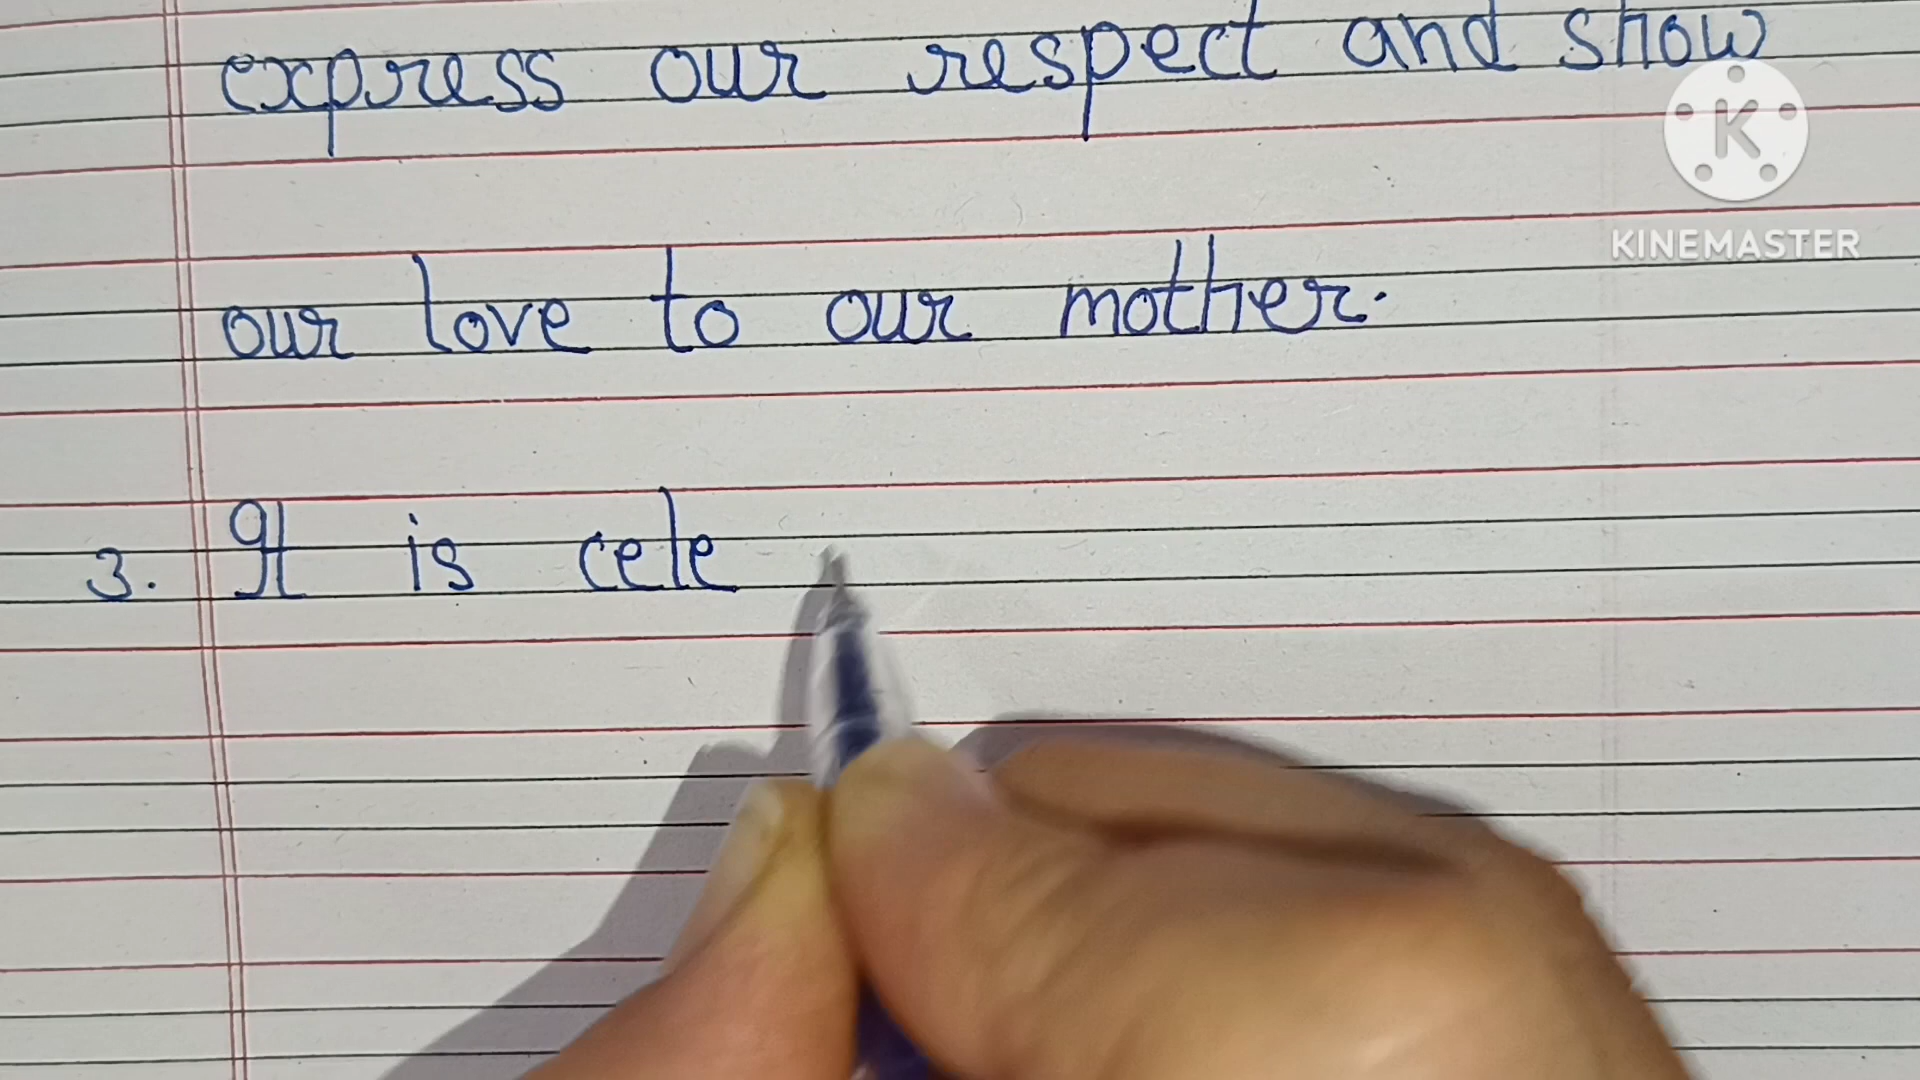 express our respect and show
K
KINEMASTER
our love to our mother.
3. It is cele